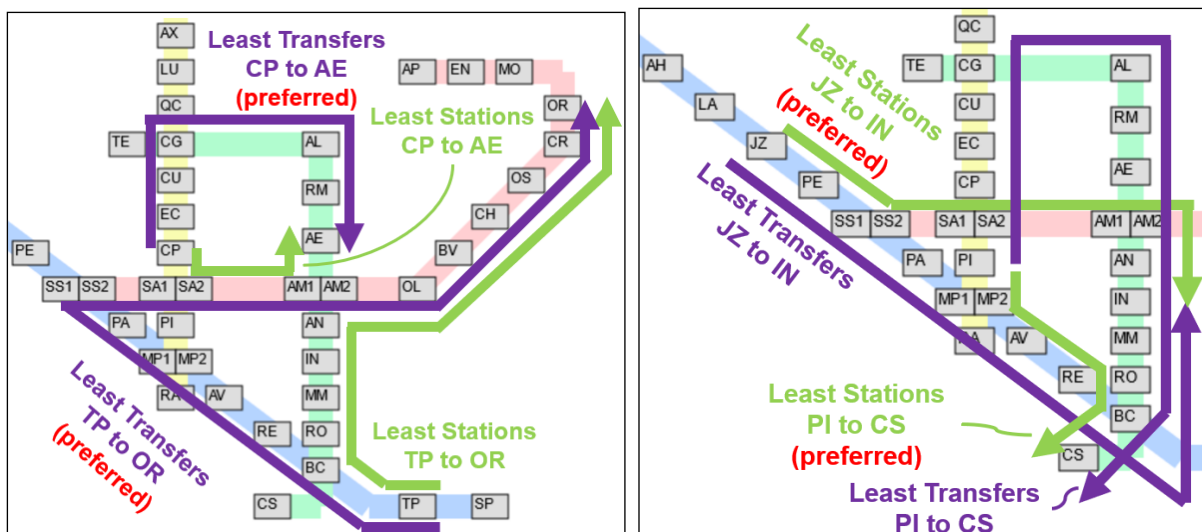 AX
Least Transfers
CP to AE
(preferred)
LU
AP
EN
MO
QC
OR
Least Stations
CP to AE
TE
CG
AL
CR
CU
RM
OS
EC
CH
CP
AE
PE
BV
SS1
SS2
SA1
SA2
AM1
AM2
OL
PA
PI
AN
MP1
MP2
IN
RA
AV
MM
Least Transfers
TP to OR
(preferred)
RE
RO
Least Stations
TP to OR
BC
CS
TP
SP
QC
AH
TE
CG
AL
Least Stations
JZ to IN
(preferred)
LA
CU
RM
JZ
EC
AE
PE
CP
Least Transfers
JZ to IN
SS1
SS2
SA1
SA2
AM1
AM2
PA
PI
AN
MP1
MP2
IN
RA
AV
MM
RE
RO
Least Stations
PI to CS
(preferred)
BC
CS
Least Transfers
PI to CS